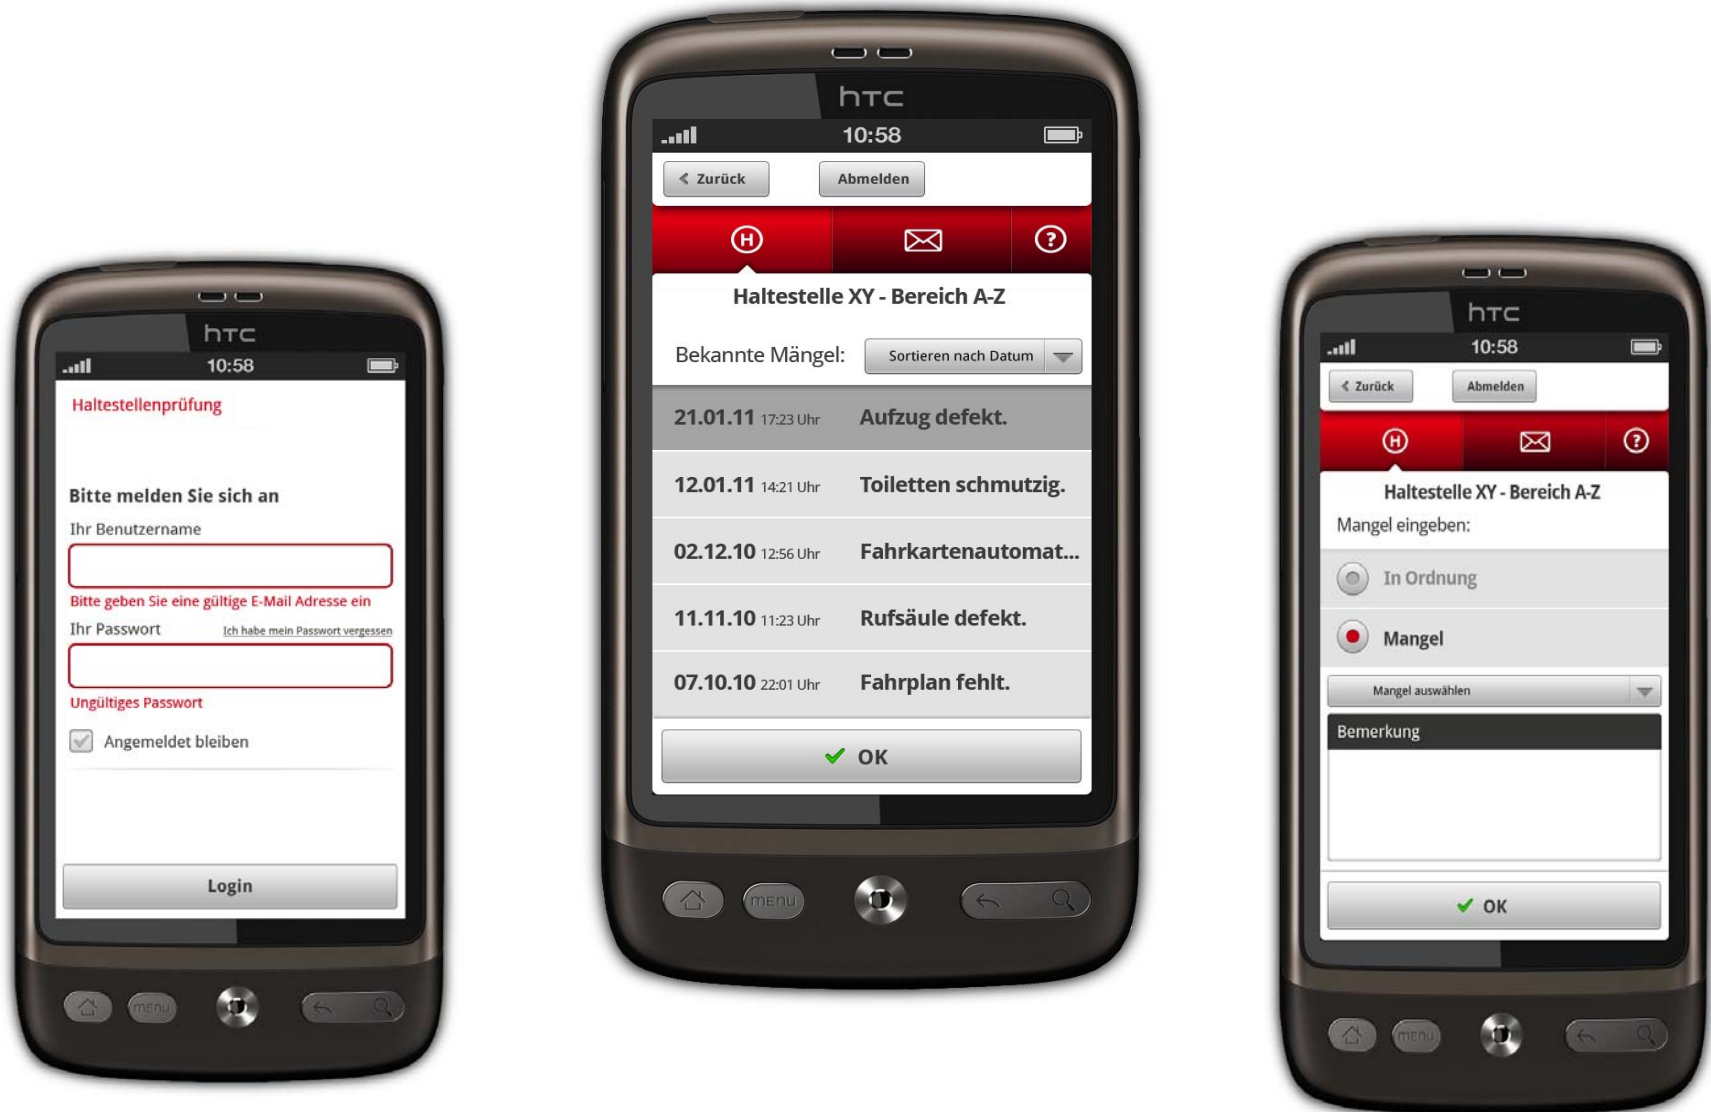 htc
10:58
Haltestellenprüfung
Bitte melden Sie sich an
Ihr Benutzername
Bitte geben Sie eine gültige E-Mail Adresse ein
Ihr Passwort Ich habe mein Passwort vergessen
Ungültiges Passwort
Angemeldet bleiben
Login
menu
htc
10:58
Zurück Abmelden
H ?
Haltestelle XY - Bereich A-Z
Bekannte Mängel: Sortieren nach Datum
21.01.11 17:23 Uhr Aufzug defekt.
12.01.11 14:21 Uhr Toiletten schmutzig.
02.12.10 12:56 Uhr Fahrkartenautomat...
11.11.10 11:23 Uhr Rufsäule defekt.
07.10.10 22:01 Uhr Fahrplan fehlt.
OK
menu
htc
10:58
Zurück Abmelden
H ?
Haltestelle XY - Bereich A-Z
Mangel eingeben:
In Ordnung
Mangel
Mangel auswählen
Bemerkung
OK
menu